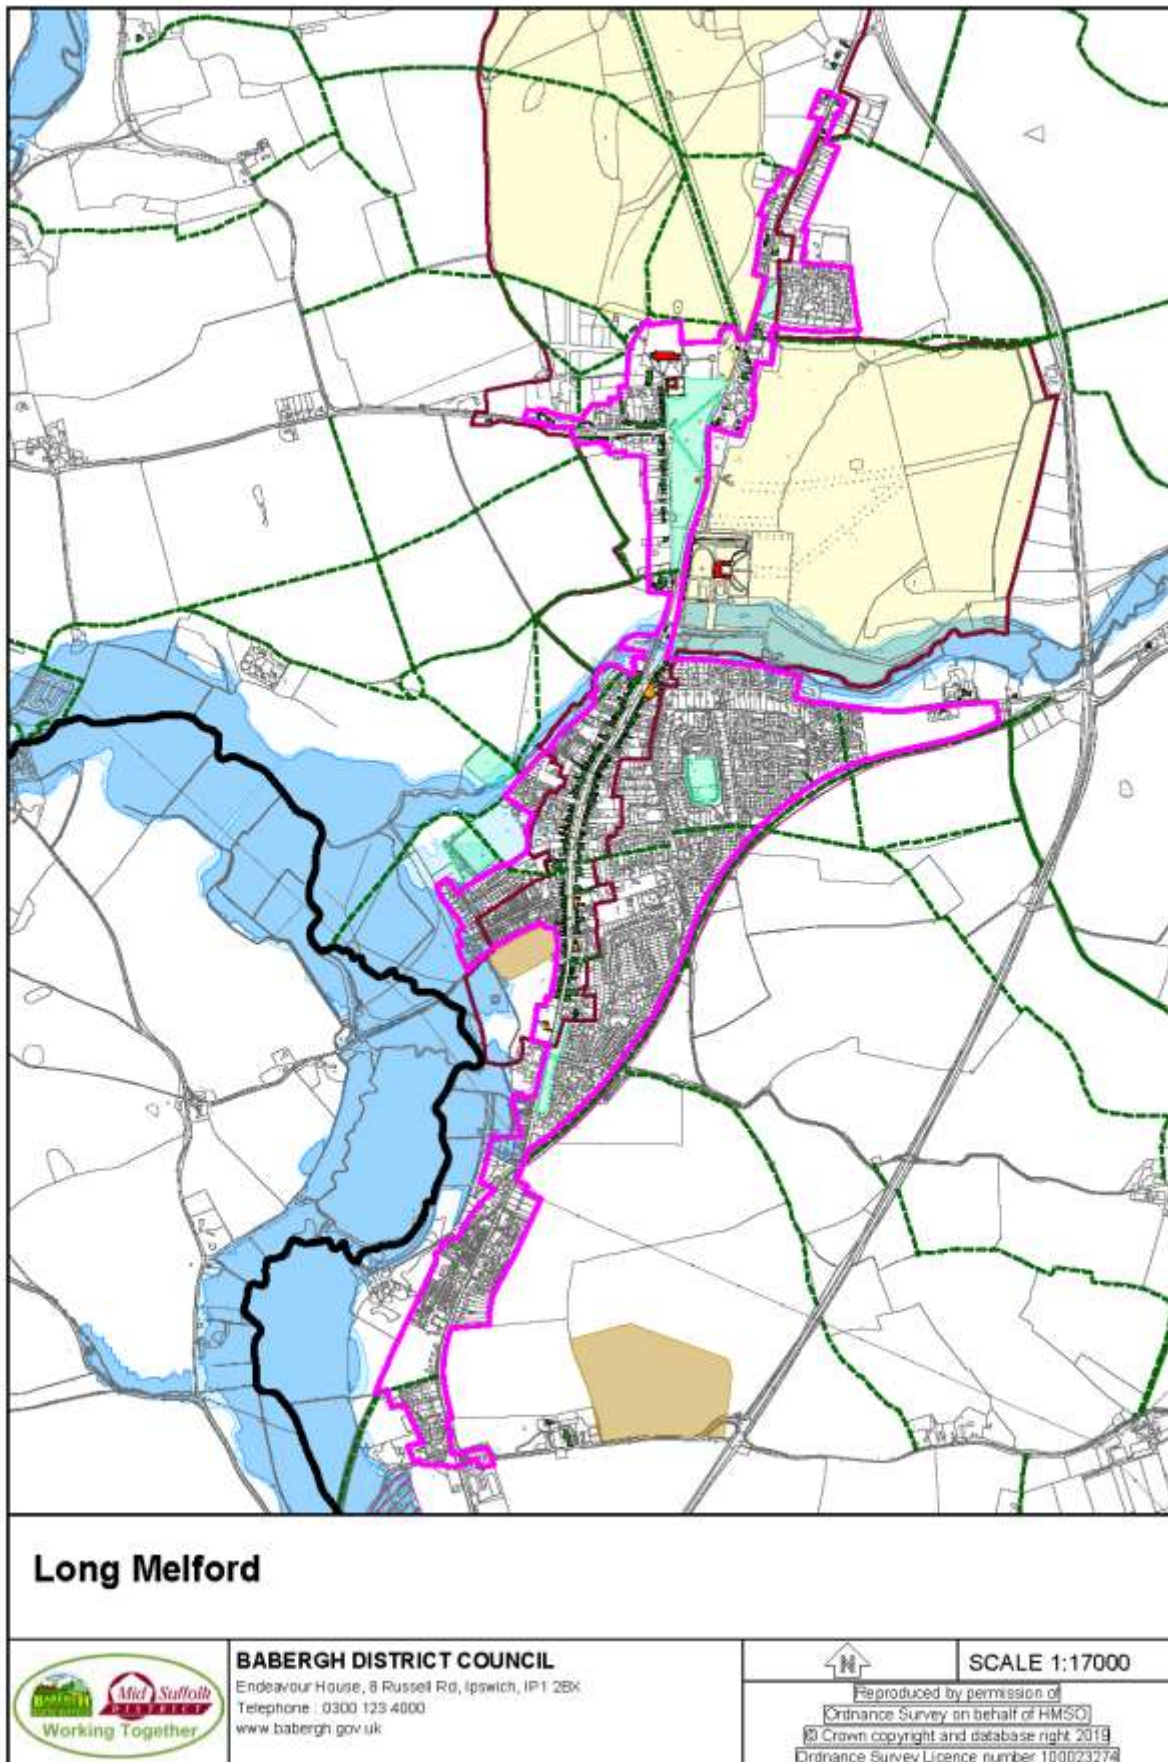 Long Melford
BABERGH
Mid Suffolk
DISTRICT
Working Together
BABERGH DISTRICT COUNCIL
Endeavour House, 8 Russell Rd, Ipswich, IP1 2BX
Telephone : 0300 123 4000
www.babergh.gov.uk
N
SCALE 1:17000
Reproduced by permission of
Ordnance Survey on behalf of HMSO
© Crown copyright and database right 2019
Ordnance Survey Licence number 100023274